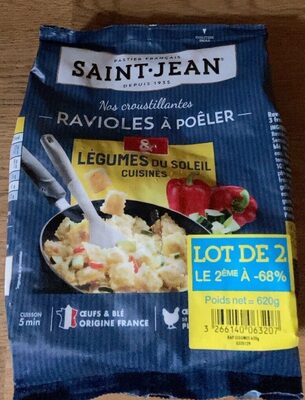 PASTIER FRANÇAIS
SAINT·JEAN
DEPUIS 1935
Nos croustillantes
RAVIOLES À POÊLER
&
LÉGUMES DU SOLEIL
CUISINÉS
LOT DE 2
LE 2ÈME À -68%
Poids net = 620g
3 266140 063207
CUISSON
5 min
ŒUFS & BLÉ
ORIGINE FRANCE